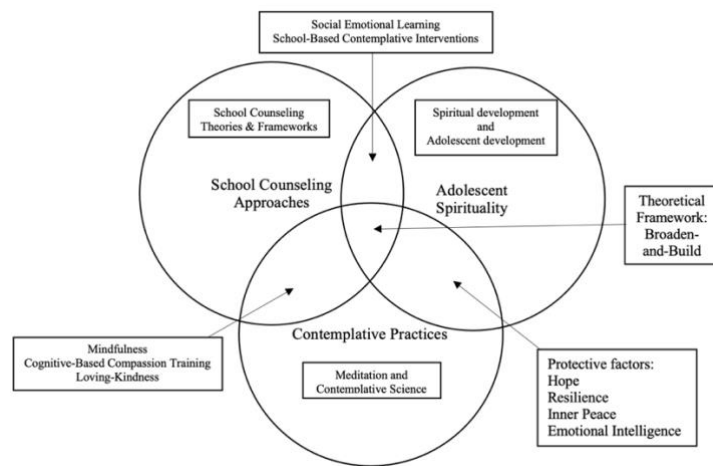 Social Emotional Learning
School-Based Contemplative Interventions
School Counseling
Theories & Frameworks
Spiritual development
and
Adolescent development
School Counseling
Approaches
Adolescent
Spirituality
Theoretical
Framework:
Broaden-
and-Build
Contemplative Practices
Mindfulness
Cognitive-Based Compassion Training
Loving-Kindness
Meditation and
Contemplative Science
Protective factors:
Hope
Resilience
Inner Peace
Emotional Intelligence